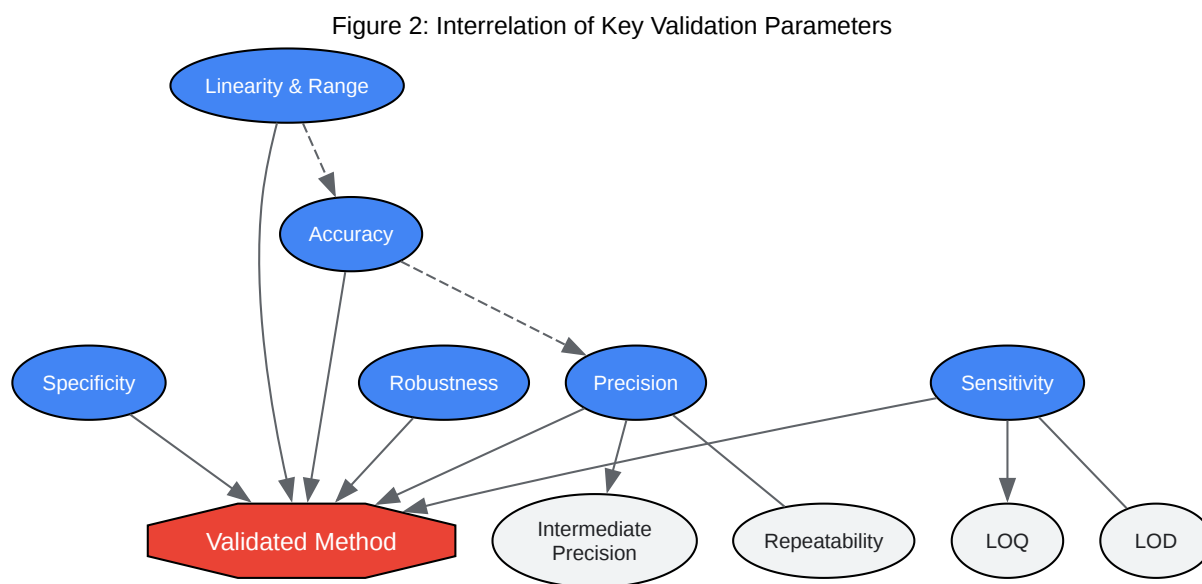 Figure 2: Interrelation of Key Validation Parameters
Linearity & Range
Accuracy
Specificity
Robustness
Precision
Sensitivity
Validated Method
Intermediate
Precision
Repeatability
LOQ
LOD